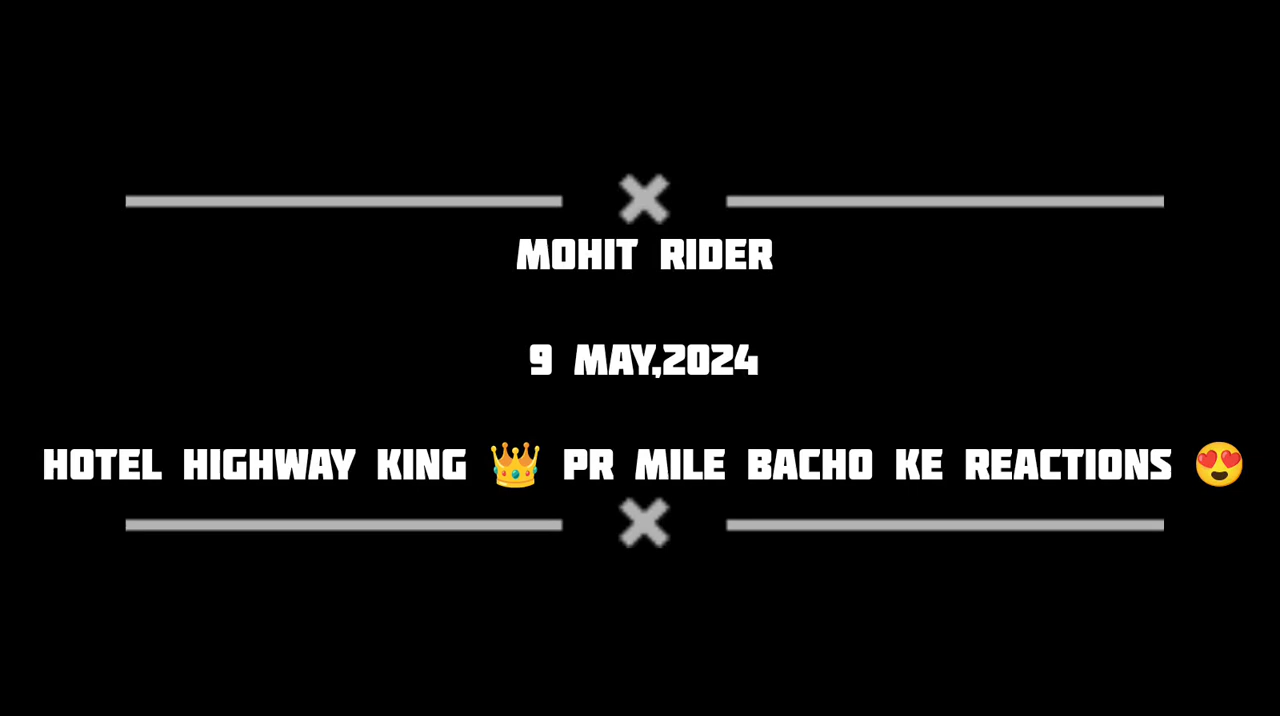 MOHIT RIDER
9 MAY,2024
HOTEL HIGHWAY KING 👑 PR MILE BACHO KE REACTIONS 😍